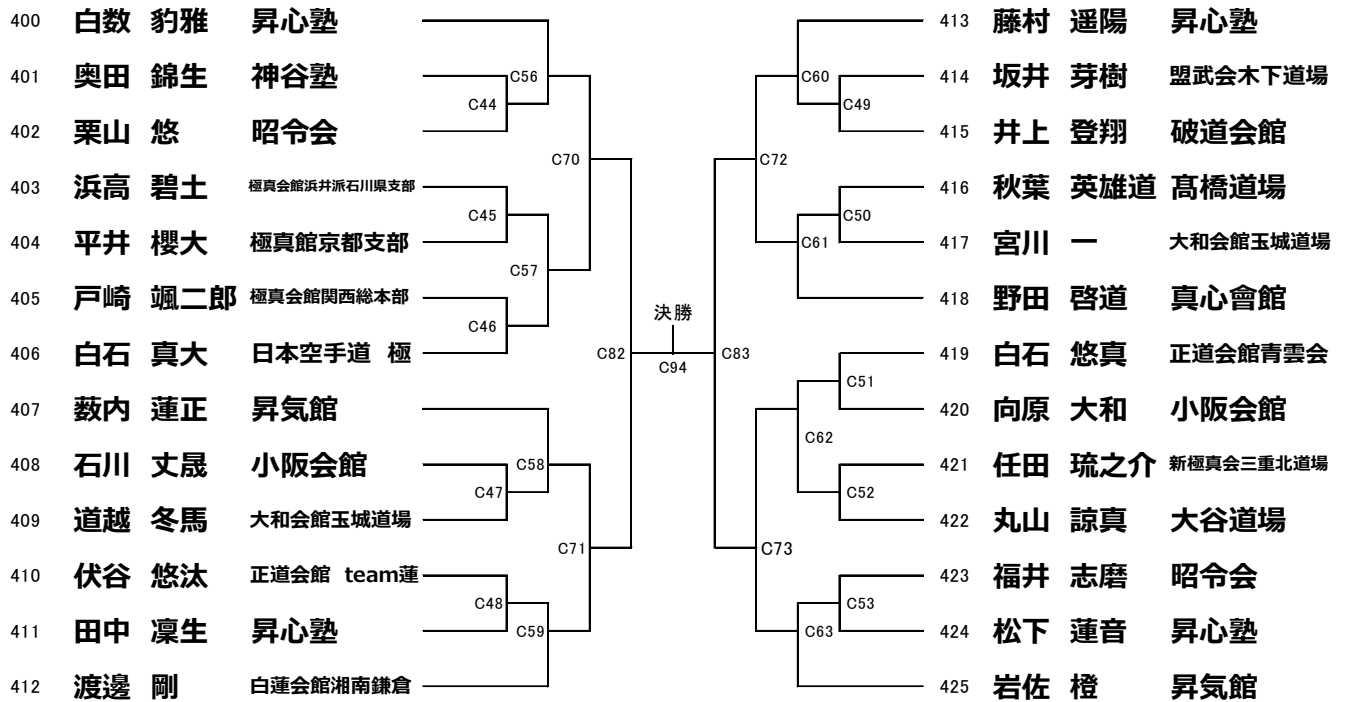 400 白数 豹雅 昇心塾
401 奥田 錦生 神谷塾
402 栗山 悠 昭令会
403 浜高 碧土 極真会館浜井派石川県支部
404 平井 櫻大 極真館京都支部
405 戸崎 颯二郎 極真会館関西総本部
406 白石 真大 日本空手道 極
407 薮内 蓮正 昇気館
408 石川 丈晟 小阪会館
409 道越 冬馬 大和会館玉城道場
410 伏谷 悠汰 正道会館 team蓮
411 田中 凜生 昇心塾
412 渡邊 剛 白蓮会館湘南鎌倉
C56
C44
C70
C45
C57
C46
C82
C58
C47
C71
C48
C59
決勝
C94
C60
C49
C72
C50
C61
C83
C51
C62
C52
C73
C53
C63
413 藤村 遥陽 昇心塾
414 坂井 芽樹 盟武会木下道場
415 井上 登翔 破道会館
416 秋葉 英雄道 髙橋道場
417 宮川 一 大和会館玉城道場
418 野田 啓道 真心會館
419 白石 悠真 正道会館青雲会
420 向原 大和 小阪会館
421 任田 琉之介 新極真会三重北道場
422 丸山 諒真 大谷道場
423 福井 志磨 昭令会
424 松下 蓮音 昇心塾
425 岩佐 橙 昇気館